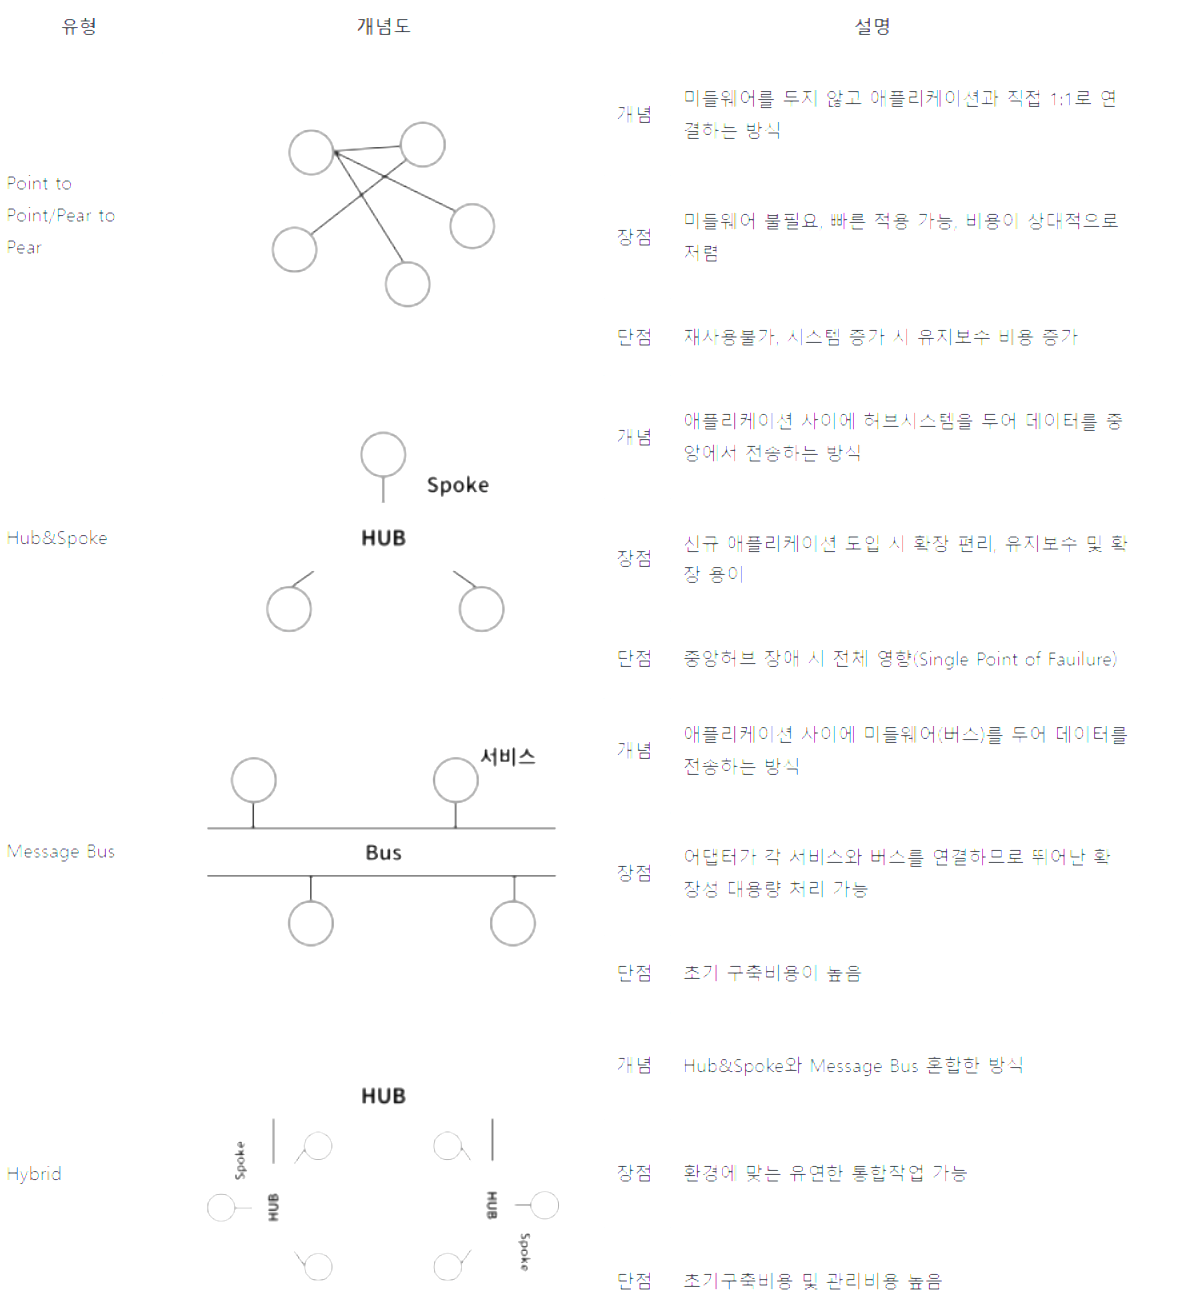 유형 개념도 설명
개념 미들웨어를 두지 않고 애플리케이션과 직접 1:1로 연
결하는 방식
Point to
Point/Pear to
Pear
장점 미들웨어 불필요, 빠른 적용 가능, 비용이 상대적으로
저렴
단점 재사용불가, 시스템 증가 시 유지보수 비용 증가
개념 애플리케이션 사이에 허브시스템을 두어 데이터를 중
앙에서 전송하는 방식
Spoke
HUB
Hub&Spoke
장점 신규 애플리케이션 도입 시 확장 편리, 유지보수 및 확
장 용이
단점 중앙허브 장애 시 전체 영향(Single Point of Fauilure)
개념 애플리케이션 사이에 미들웨어(버스)를 두어 데이터를
전송하는 방식
서비스
Message Bus
Bus
장점 어댑터가 각 서비스와 버스를 연결하므로 뛰어난 확
장성 대용량 처리 가능
단점 초기 구축비용이 높음
개념 Hub&Spoke와 Message Bus 혼합한 방식
HUB
Hybrid
Spoke
HUB
HUB
Spoke
장점 환경에 맞는 유연한 통합작업 가능
단점 초기구축비용 및 관리비용 높음